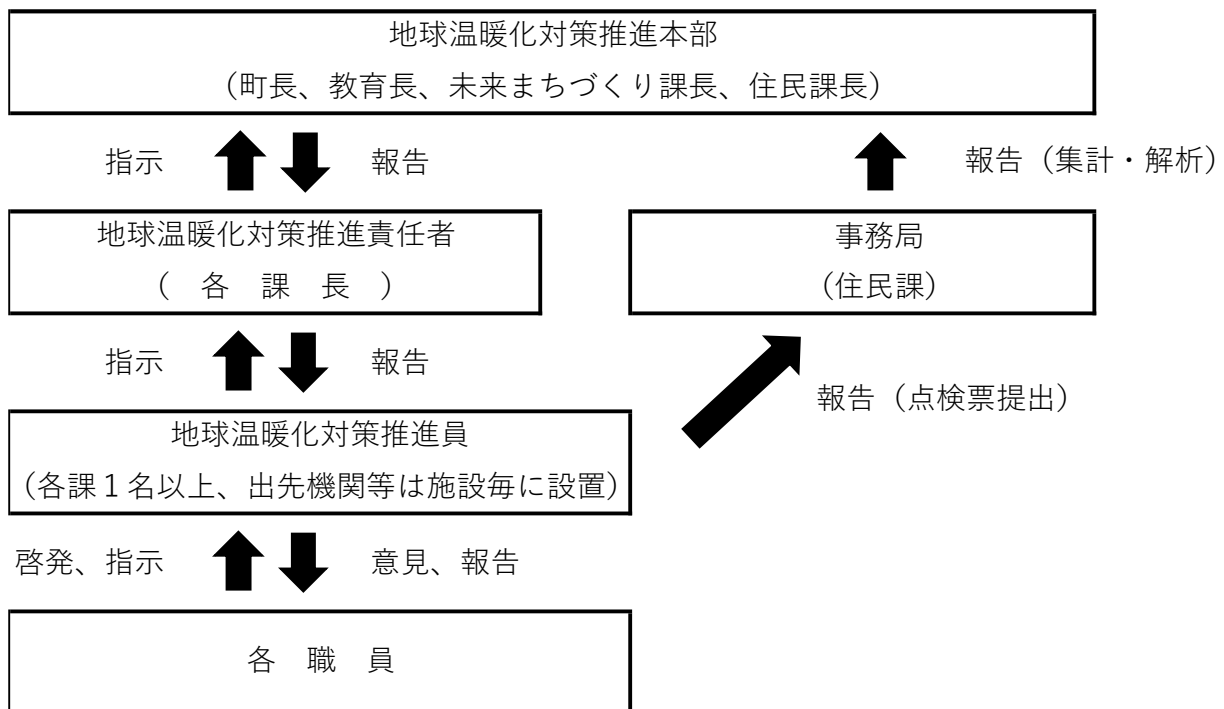 地球温暖化対策推進本部
（町長、教育長、未来まちづくり課長、住民課長）
指示
報告
報告（集計・解析）
地球温暖化対策推進責任者
（　各　課　長　）
事務局
（住民課）
指示
報告
報告（点検票提出）
地球温暖化対策推進員
（各課１名以上、出先機関等は施設毎に設置）
啓発、指示
意見、報告
各　職　員